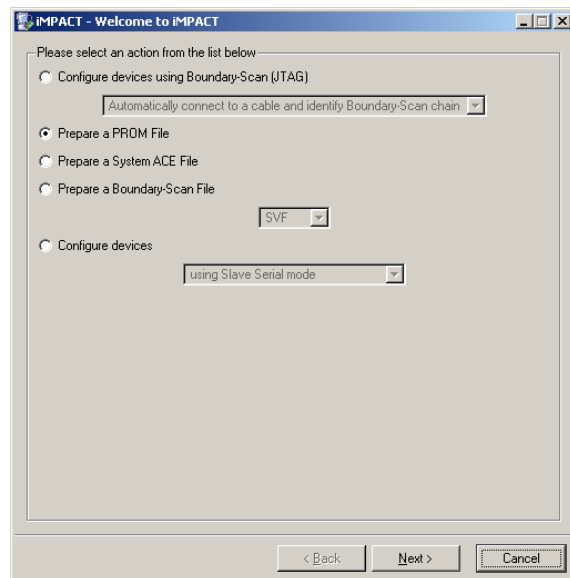 iMPACT - Welcome to iMPACT
Please select an action from the list below
Configure devices using Boundary-Scan (JTAG)
Automatically connect to a cable and identify Boundary-Scan chain
Prepare a PROM File
Prepare a System ACE File
Prepare a Boundary-Scan File
SVF
Configure devices
using Slave Serial mode
< Back Next > Cancel